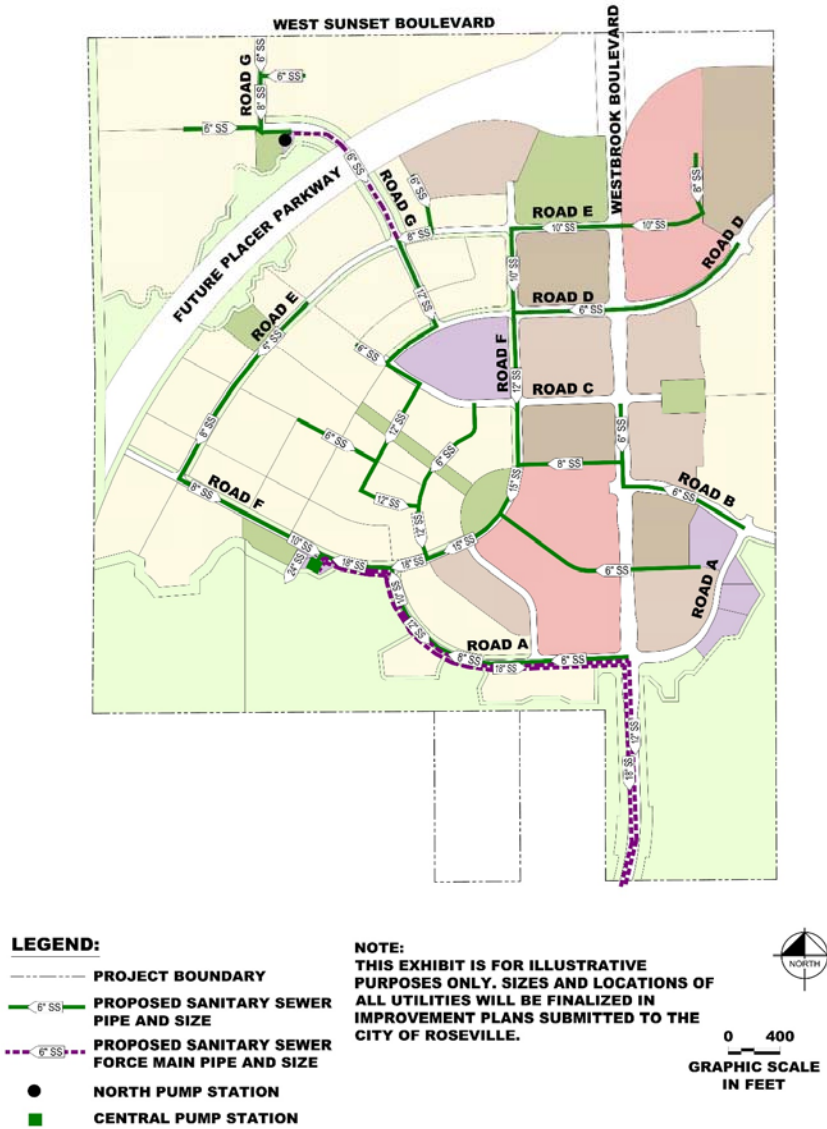 WEST SUNSET BOULEVARD
WESTBROOK BOULEVARD
ROAD G
6" SS
6" SS
8" SS
6" SS
6" SS
FUTURE PLACER PARKWAY
ROAD G
6" SS
8" SS
ROAD E
10" SS
10" SS
ROAD D
10" SS
12" SS
ROAD D
6" SS
ROAD E
6" SS
8" SS
6" SS
ROAD F
12" SS
ROAD C
12" SS
6" SS
6" SS
6" SS
8" SS
15" SS
ROAD B
6" SS
ROAD F
8" SS
12" SS
12" SS
10" SS
15" SS
18" SS
18" SS
24" SS
6" SS
ROAD A
10" SS
12" SS
ROAD A
6" SS
18" SS
6" SS
12" SS
18" SS
LEGEND:
PROJECT BOUNDARY
6" SS PROPOSED SANITARY SEWER
PIPE AND SIZE
6" SS PROPOSED SANITARY SEWER
FORCE MAIN PIPE AND SIZE
NORTH PUMP STATION
CENTRAL PUMP STATION
NOTE:
THIS EXHIBIT IS FOR ILLUSTRATIVE
PURPOSES ONLY. SIZES AND LOCATIONS OF
ALL UTILITIES WILL BE FINALIZED IN
IMPROVEMENT PLANS SUBMITTED TO THE
CITY OF ROSEVILLE.
NORTH
0 400
GRAPHIC SCALE
IN FEET